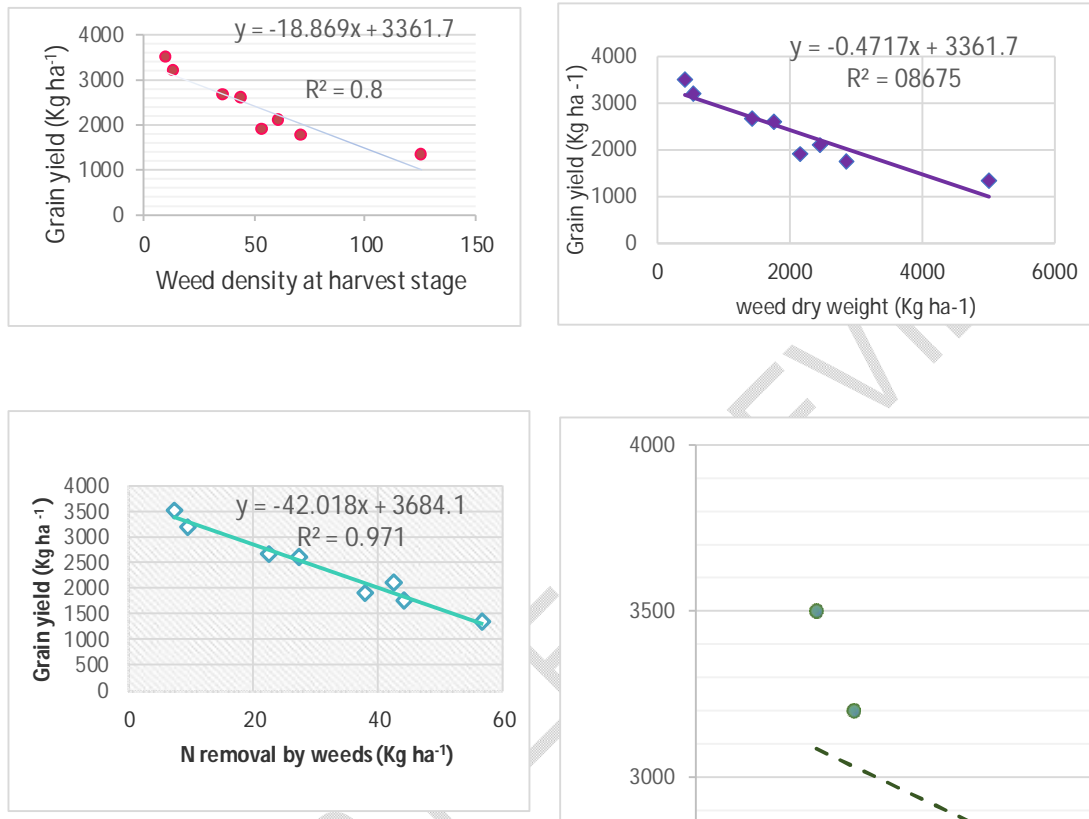 y = -18.869x + 3361.7
R² = 0.8
Grain yield (Kg ha⁻¹)
4000
3000
2000
1000
0
0 50 100 150
Weed density at harvest stage
y = -0.4717x + 3361.7
R² = 08675
Grain yield (Kg ha -1)
4000
3000
2000
1000
0
0 2000 4000 6000
weed dry weight (Kg ha-1)
y = -42.018x + 3684.1
R² = 0.971
Grain yield (Kg ha ⁻¹)
4000
3500
3000
2500
2000
1500
1000
500
0
0 20 40 60
N removal by weeds (Kg ha⁻¹)
4000
3500
3000